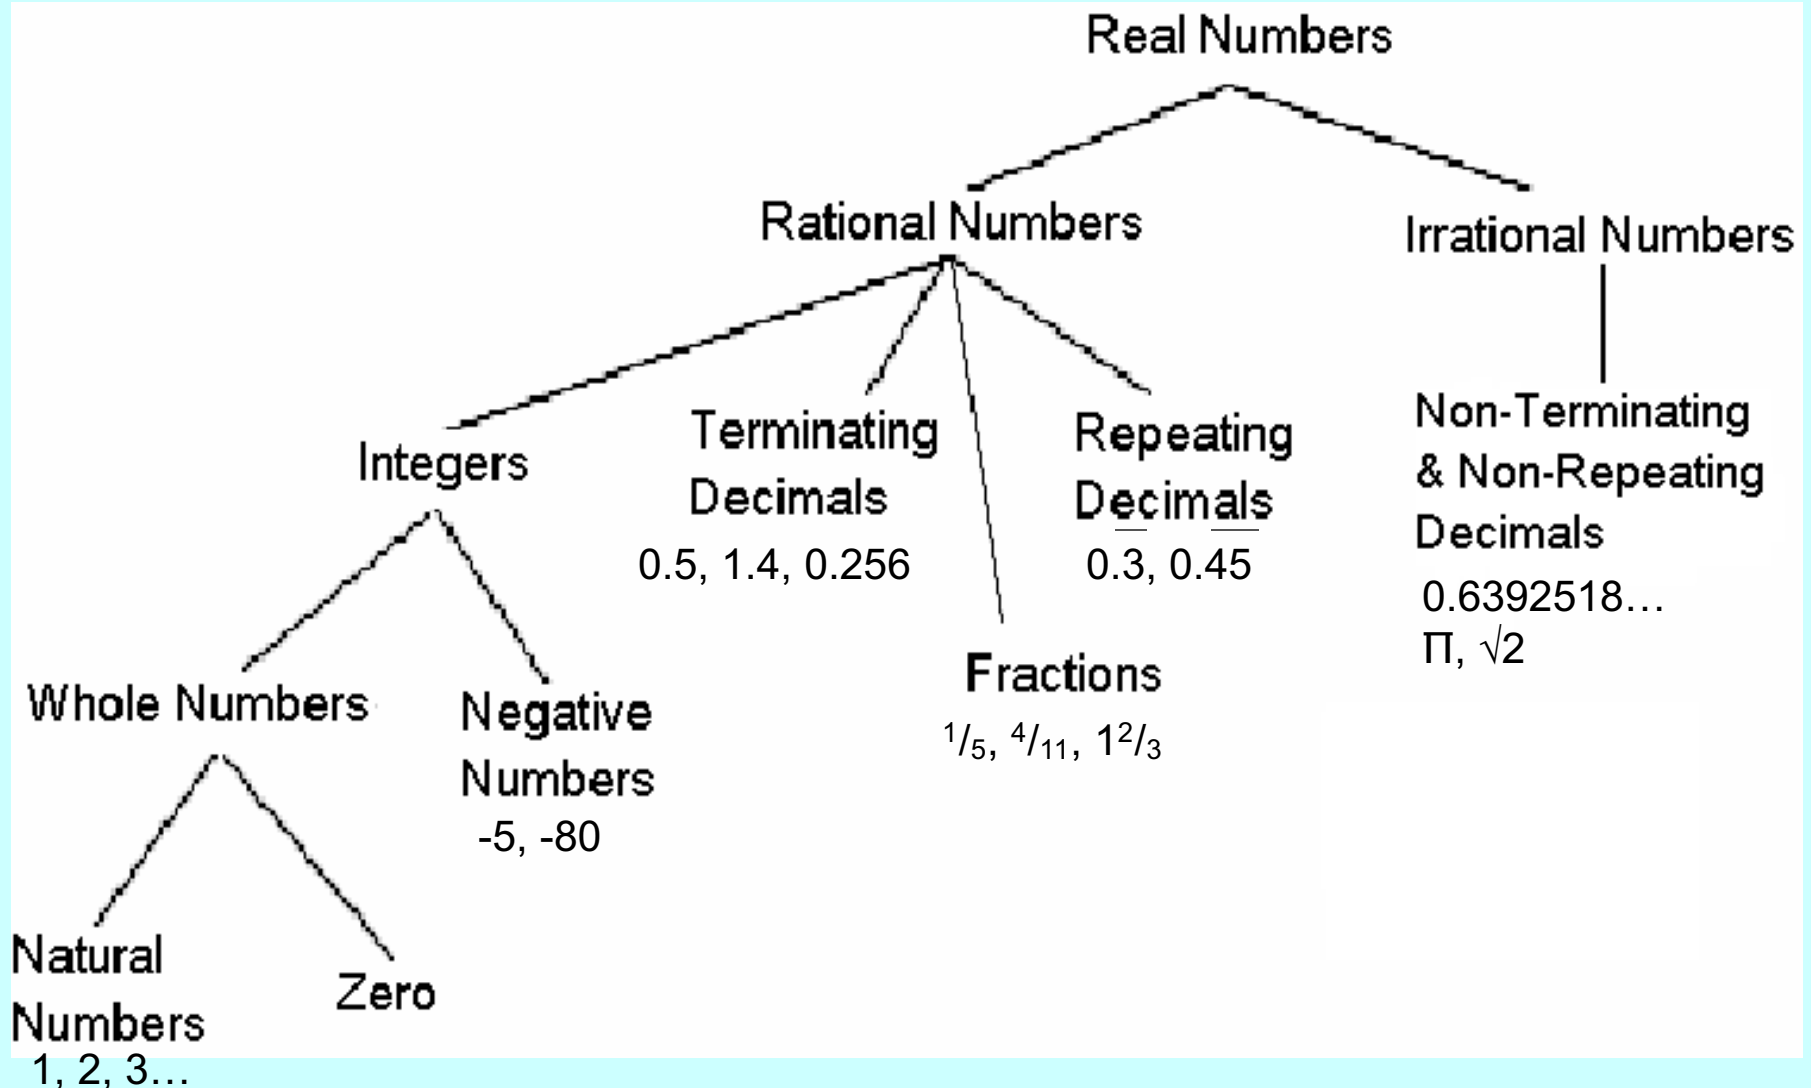 Real Numbers
Rational Numbers
Irrational Numbers
Integers
Terminating
Decimals
0.5, 1.4, 0.256
Repeating
Decimals
0.3̅, 0.4̅5̅
Non-Terminating
& Non-Repeating
Decimals
0.6392518…
Π, √2
Fractions
¹/₅, ⁴/₁₁, 1²/₃
Whole Numbers
Negative
Numbers
-5, -80
Natural
Numbers
1, 2, 3…
Zero